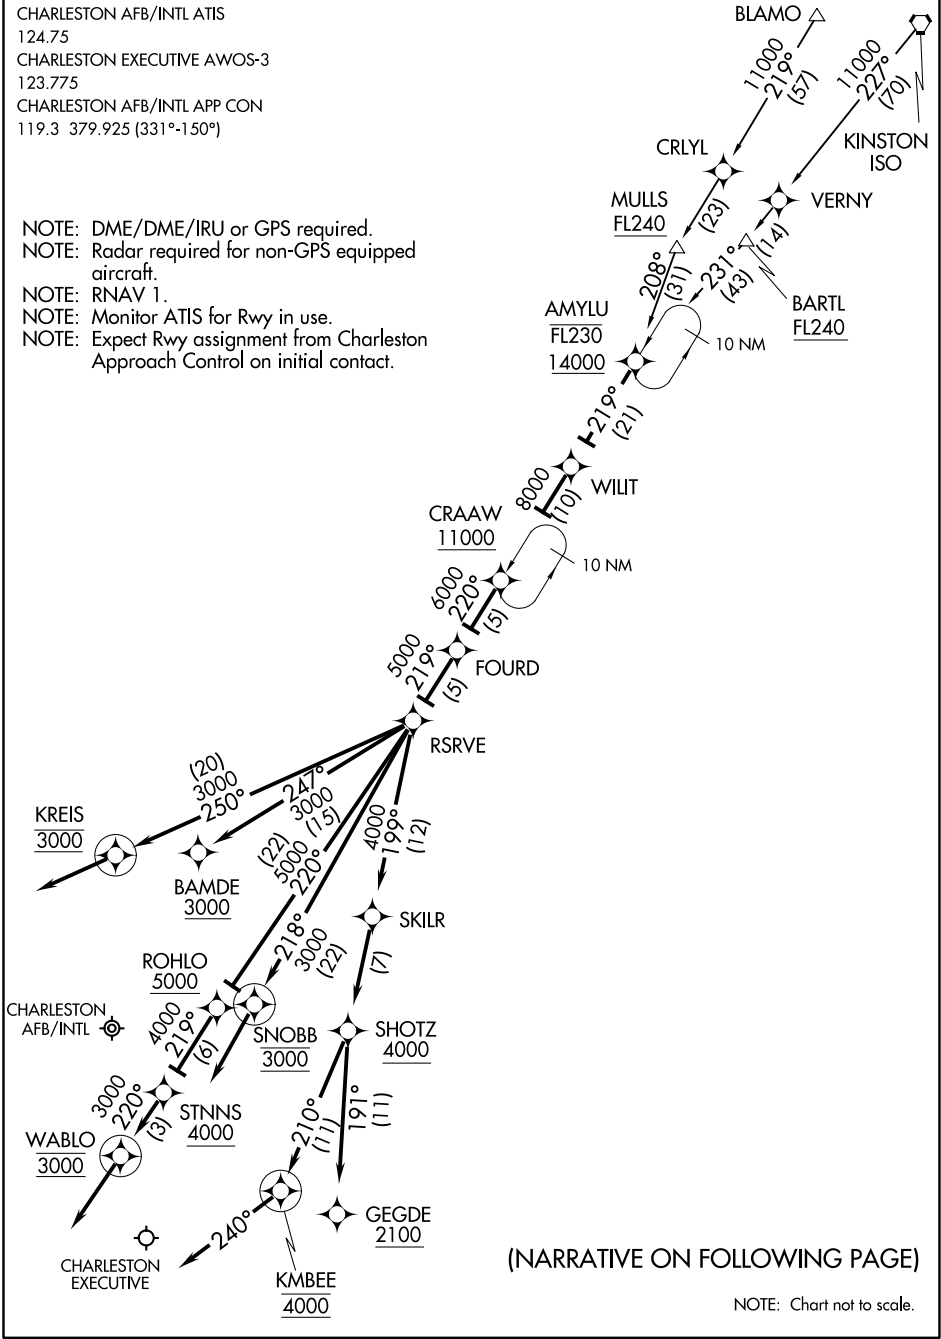 CHARLESTON AFB/INTL ATIS
124.75
CHARLESTON EXECUTIVE AWOS-3
123.775
CHARLESTON AFB/INTL APP CON
119.3 379.925 (331°-150°)
NOTE: DME/DME/IRU or GPS required.
NOTE: Radar required for non-GPS equipped
aircraft.
NOTE: RNAV 1.
NOTE: Monitor ATIS for Rwy in use.
NOTE: Expect Rwy assignment from Charleston
Approach Control on initial contact.
BLAMO
11000
219°
(57)
11000
227°
(70)
KINSTON
ISO
CRLYL
VERNY
MULLS
FL240
(23)
(14)
208°
(31)
231°
(43)
BARTL
FL240
AMYLU
FL230
14000
10 NM
219°
(21)
WILIT
8000
(10)
CRAAW
11000
10 NM
6000
220°
(5)
FOURD
5000
219°
(5)
RSRVE
(20)
3000
250°
247°
3000
(15)
KREIS
3000
BAMDE
3000
(22)
5000
220°
4000
199°
(12)
218°
3000
(22)
SKILR
(7)
ROHLO
5000
CHARLESTON
AFB/INTL
4000
219°
(6)
SNOBB
3000
SHOTZ
4000
STNNS
4000
3000
220°
(3)
WABLO
3000
210°
(11)
191°
(11)
GEGDE
2100
240°
KMBEE
4000
CHARLESTON
EXECUTIVE
(NARRATIVE ON FOLLOWING PAGE)
NOTE: Chart not to scale.